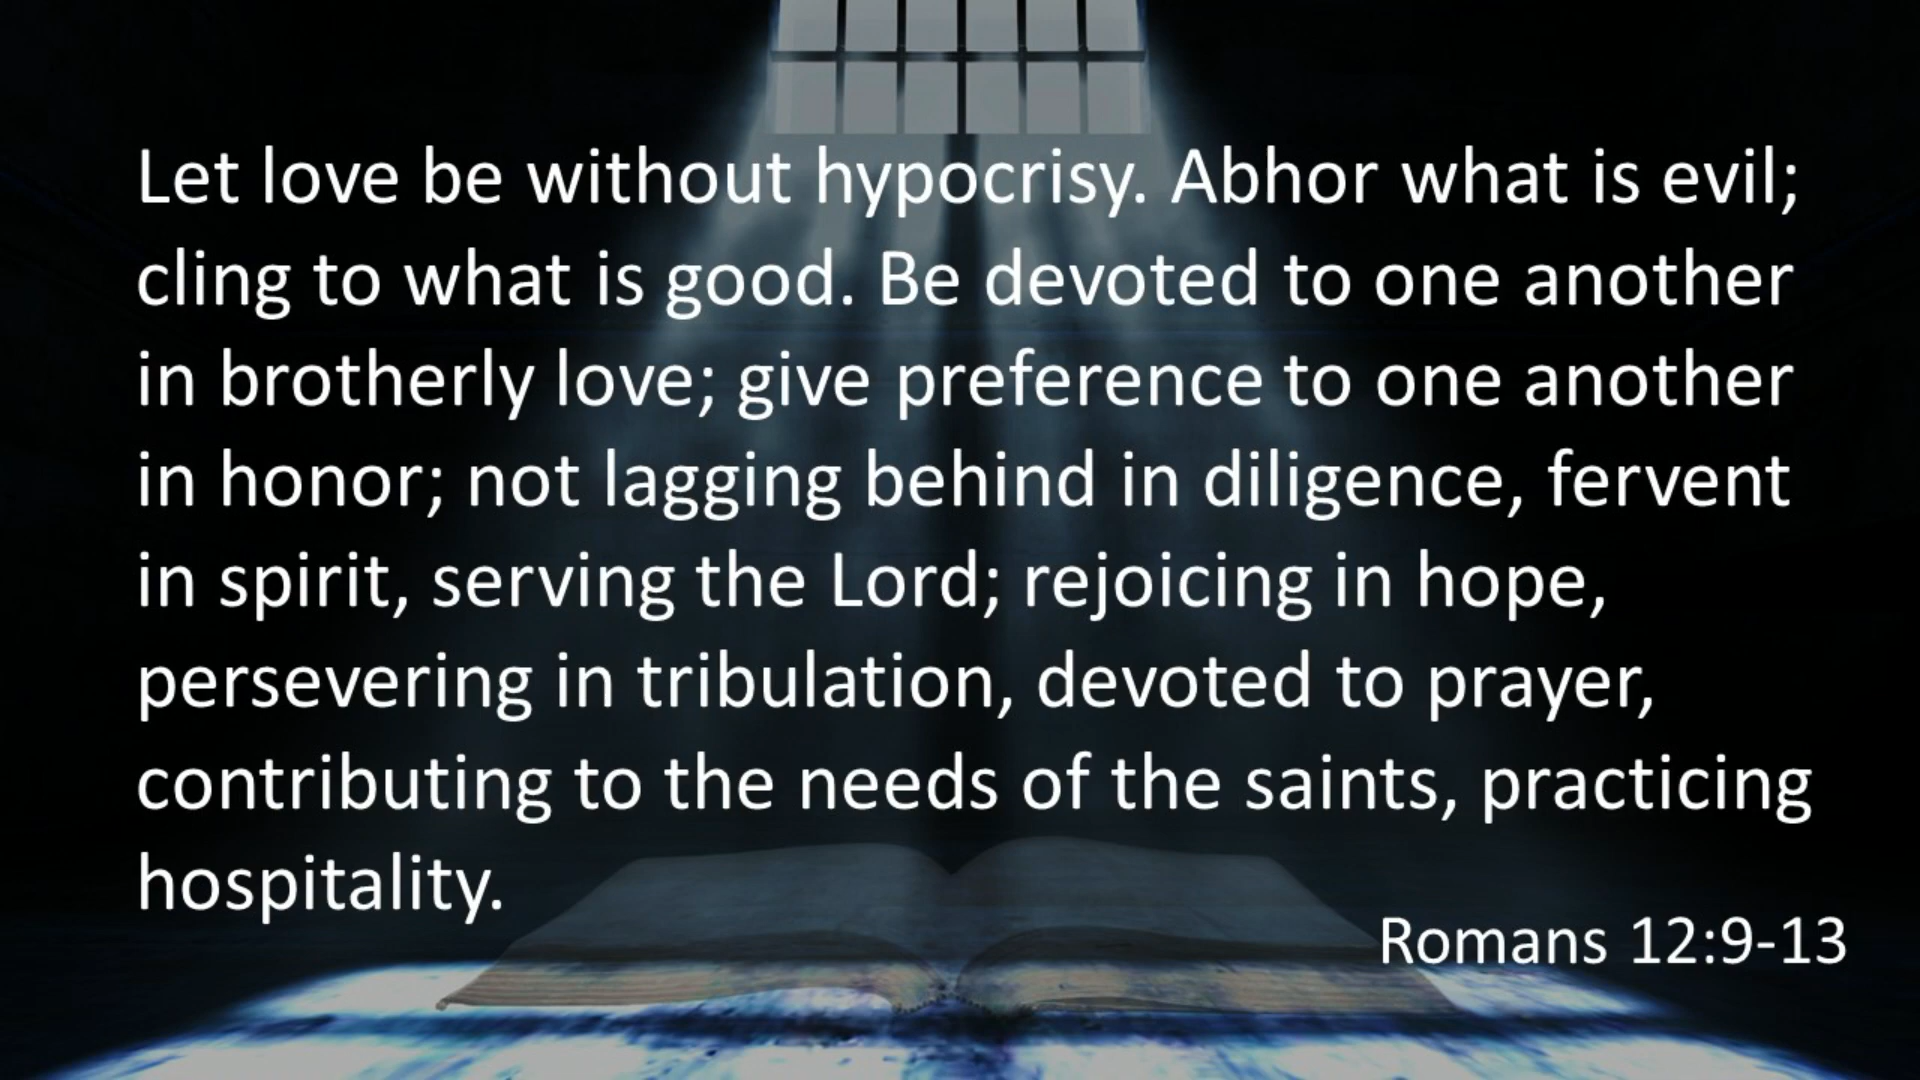 Let love be without hypocrisy. Abhor what is evil;
cling to what is good. Be devoted to one another
in brotherly love; give preference to one another
in honor; not lagging behind in diligence, fervent
in spirit, serving the Lord; rejoicing in hope,
persevering in tribulation, devoted to prayer,
contributing to the needs of the saints, practicing
hospitality.
Romans 12:9-13